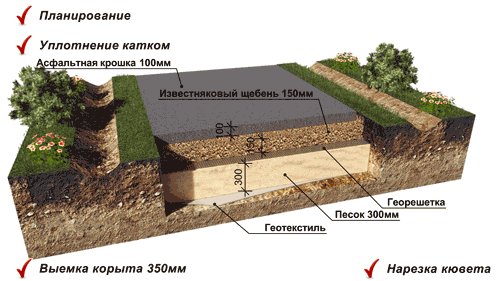 Планирование
Уплотнение катком
Асфальтная крошка 100мм
Известняковый щебень 150мм
100
150
300
Георешетка
Песок 300мм
Геотекстиль
Выемка корыта 350мм
Нарезка кювета